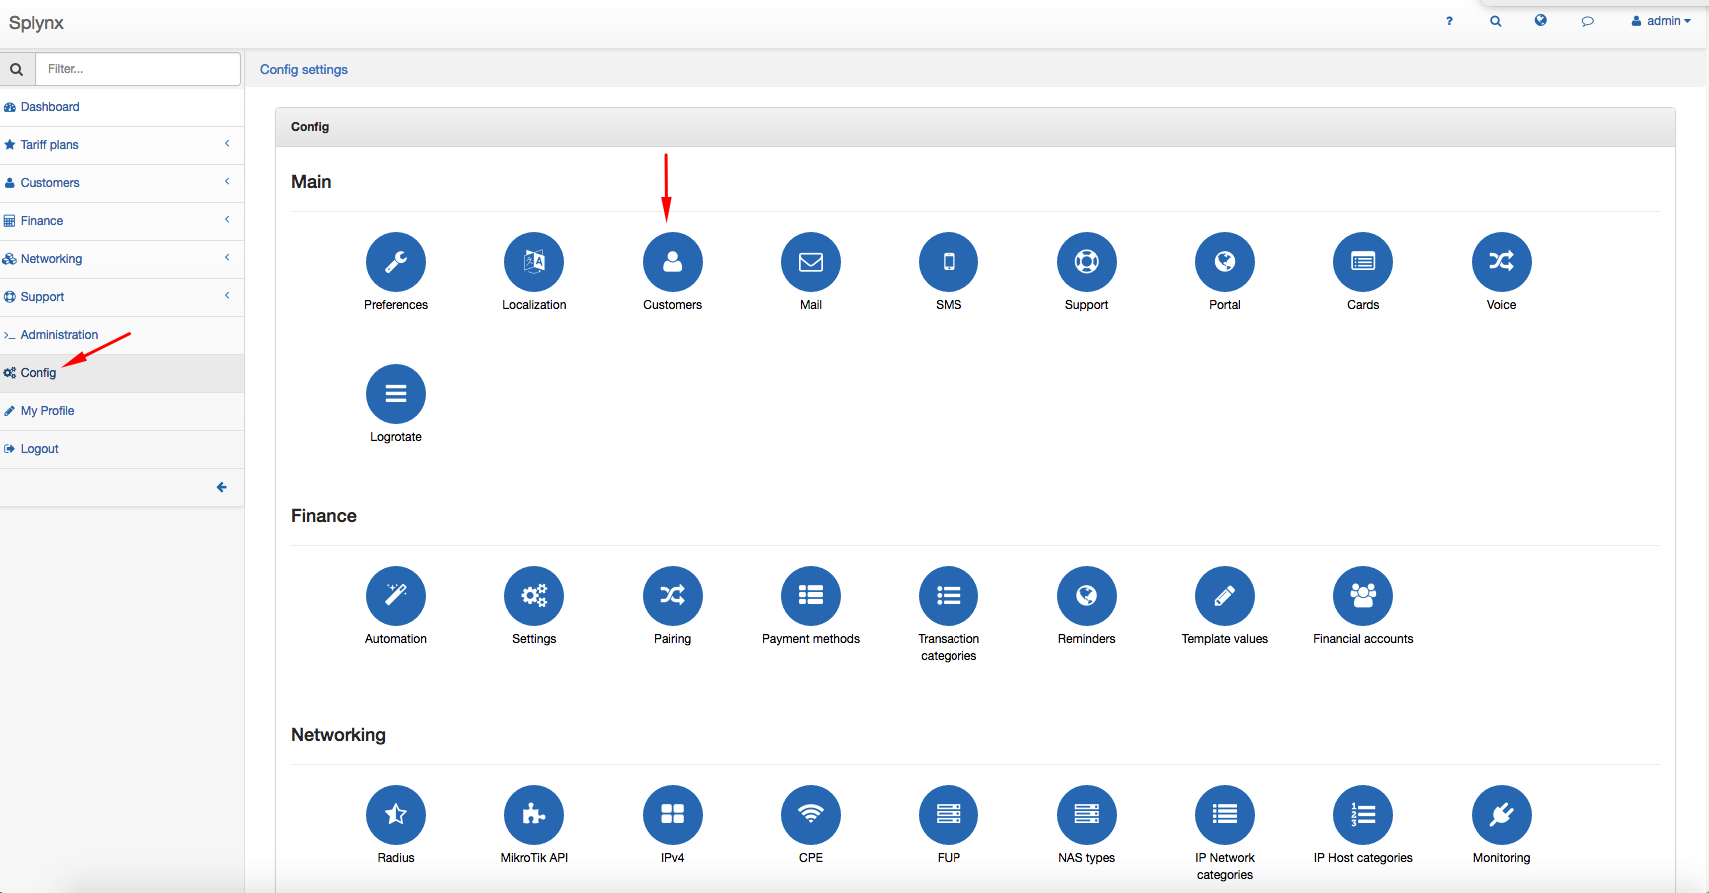 Splynx
?
admin
Filter...
Config settings
Dashboard
Tariff plans
Customers
Finance
Networking
Support
Administration
Config
My Profile
Logout
Config
Main
Preferences
Localization
Customers
Mail
SMS
Support
Portal
Cards
Voice
Logrotate
Finance
Automation
Settings
Pairing
Payment methods
Transaction
categories
Reminders
Template values
Financial accounts
Networking
Radius
MikroTik API
IPv4
CPE
FUP
NAS types
IP Network
categories
IP Host categories
Monitoring